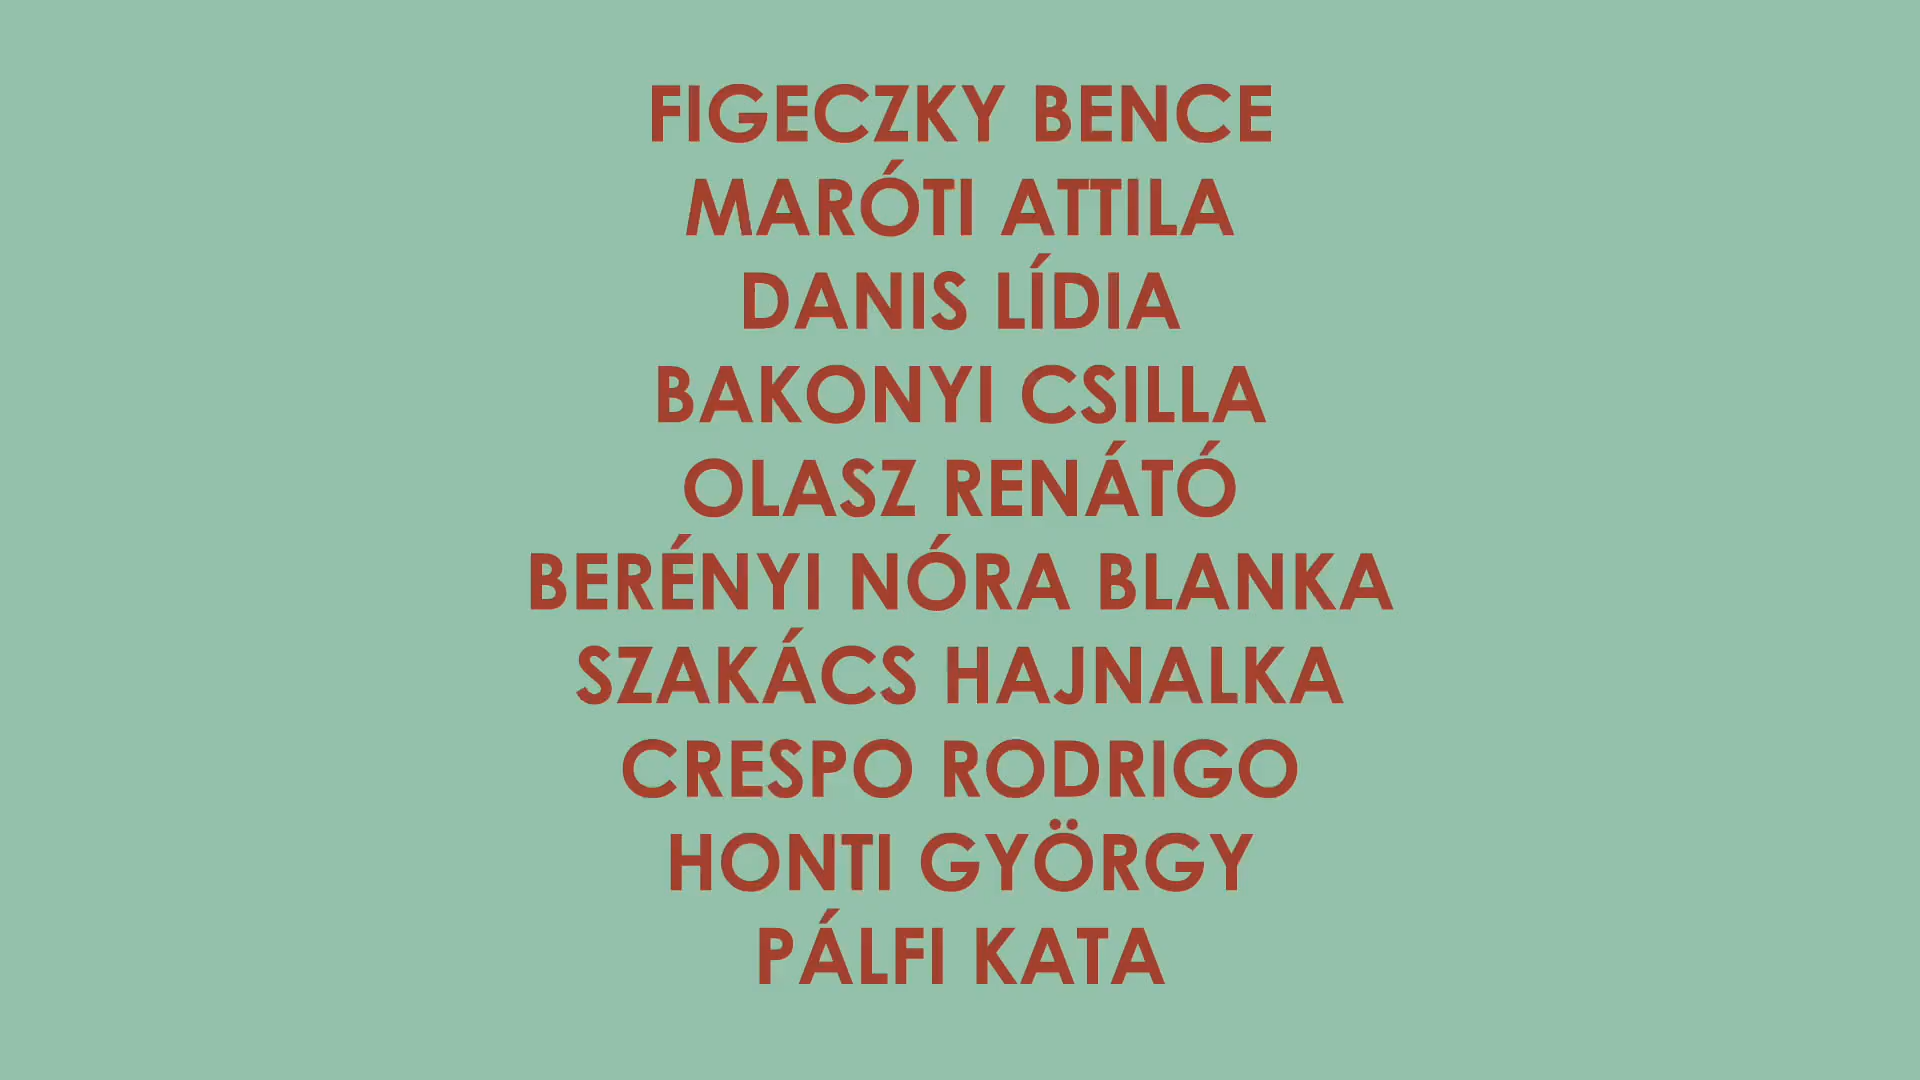 FIGECZKY BENCE
MARÓTI ATTILA
DANIS LÍDIA
BAKONYI CSILLA
OLASZ RENÁTÓ
BERÉNYI NÓRA BLANKA
SZAKÁCS HAJNALKA
CRESPO RODRIGO
HONTI GYÖRGY
PÁLFI KATA